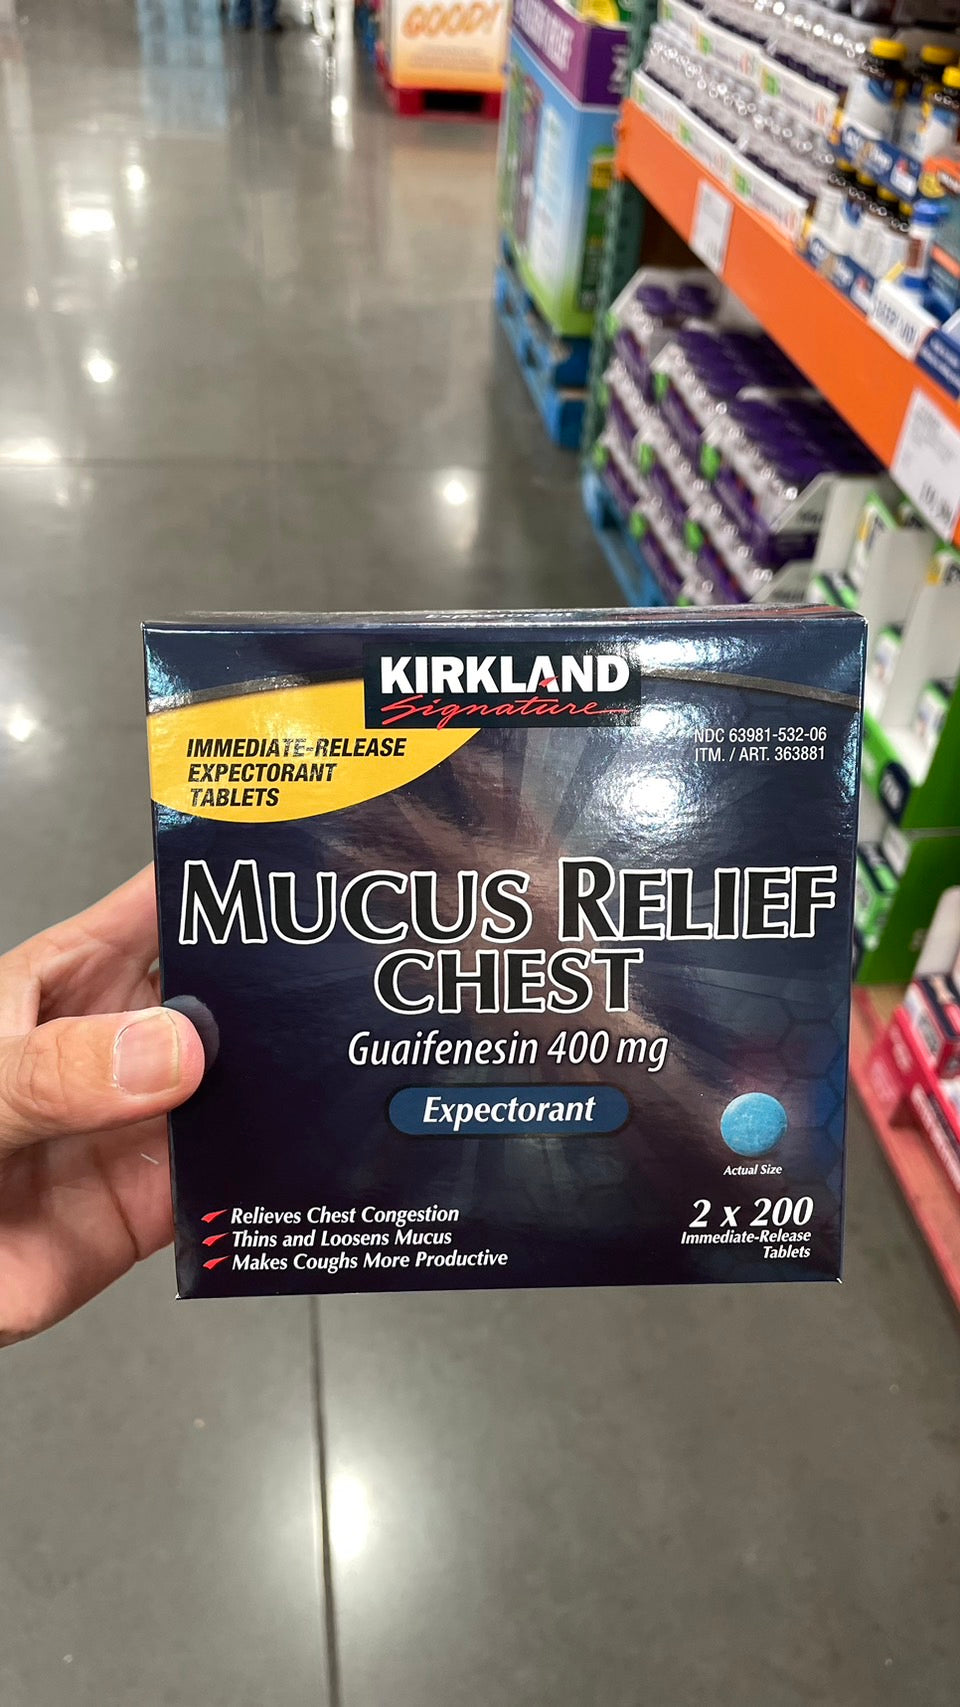 GOOD!
Expectorant
KIRKLAND
Signature
IMMEDIATE-RELEASE
EXPECTORANT
TABLETS
NDC 63981-532-06
ITM. / ART. 363881
MUCUS RELIEF
CHEST
Guaifenesin 400 mg
Expectorant
Actual Size
Relieves Chest Congestion
Thins and Loosens Mucus
Makes Coughs More Productive
2 x 200
Immediate-Release
Tablets